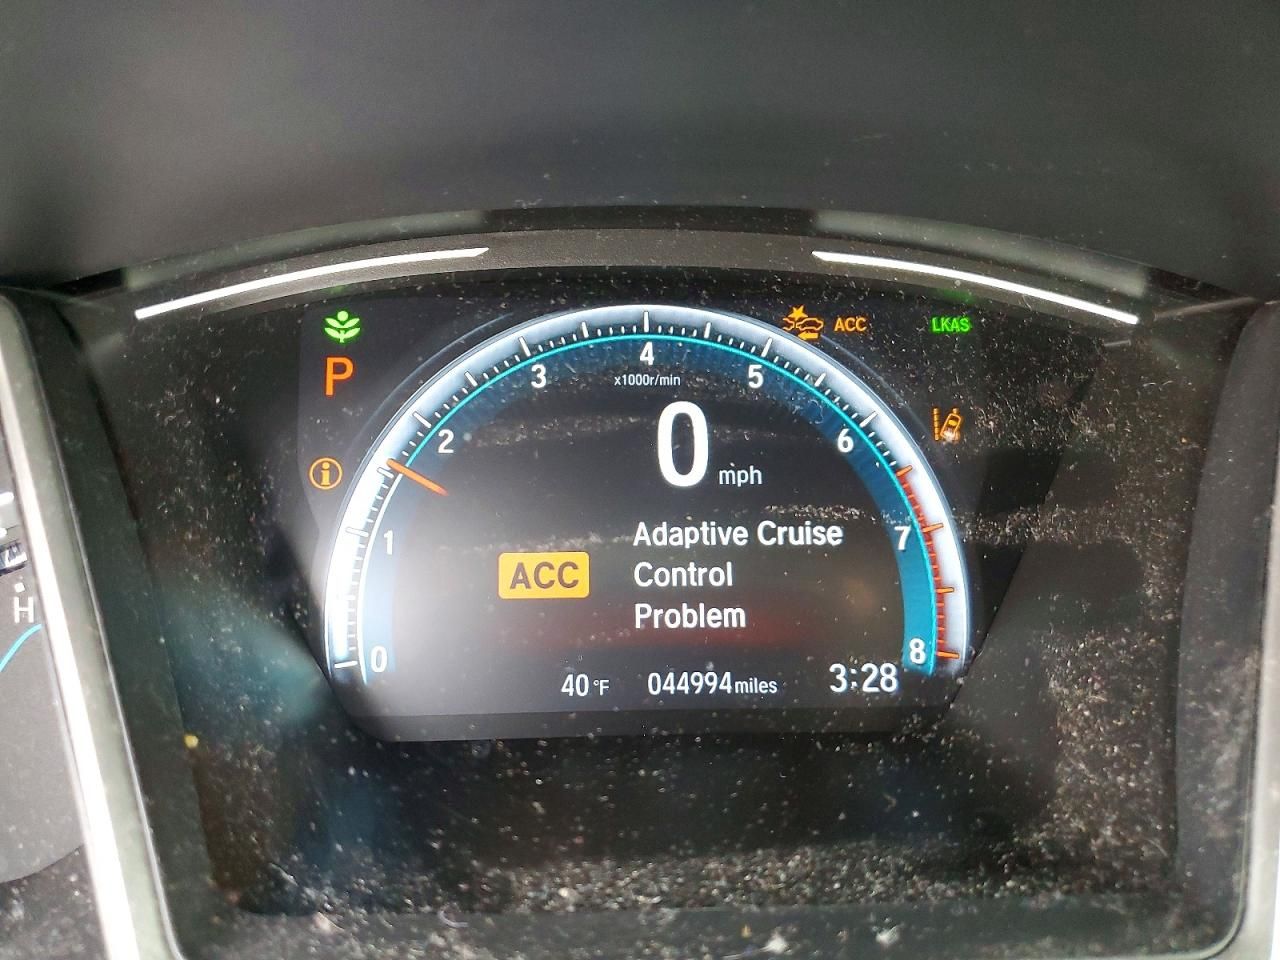 ACC
LKAS
P
4
3
5
x1000r/min
2
6
0
mph
i
1
7
Adaptive Cruise
ACC
Control
Problem
0
8
40 °F
044994 miles
3:28
H